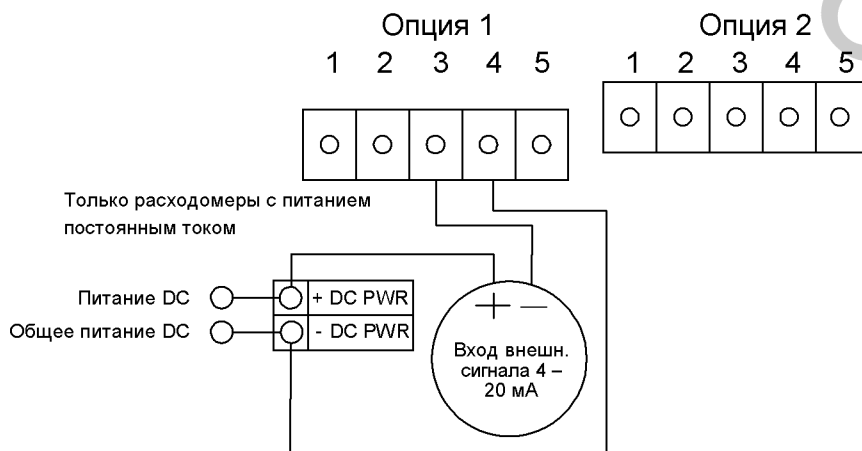 Опция 1 Опция 2
1 2 3 4 5 1 2 3 4 5
Только расходомеры с питанием
постоянным током
Питание DC + DC PWR
Общее питание DC - DC PWR
+ —
Вход внешн.
сигнала 4 –
20 мА